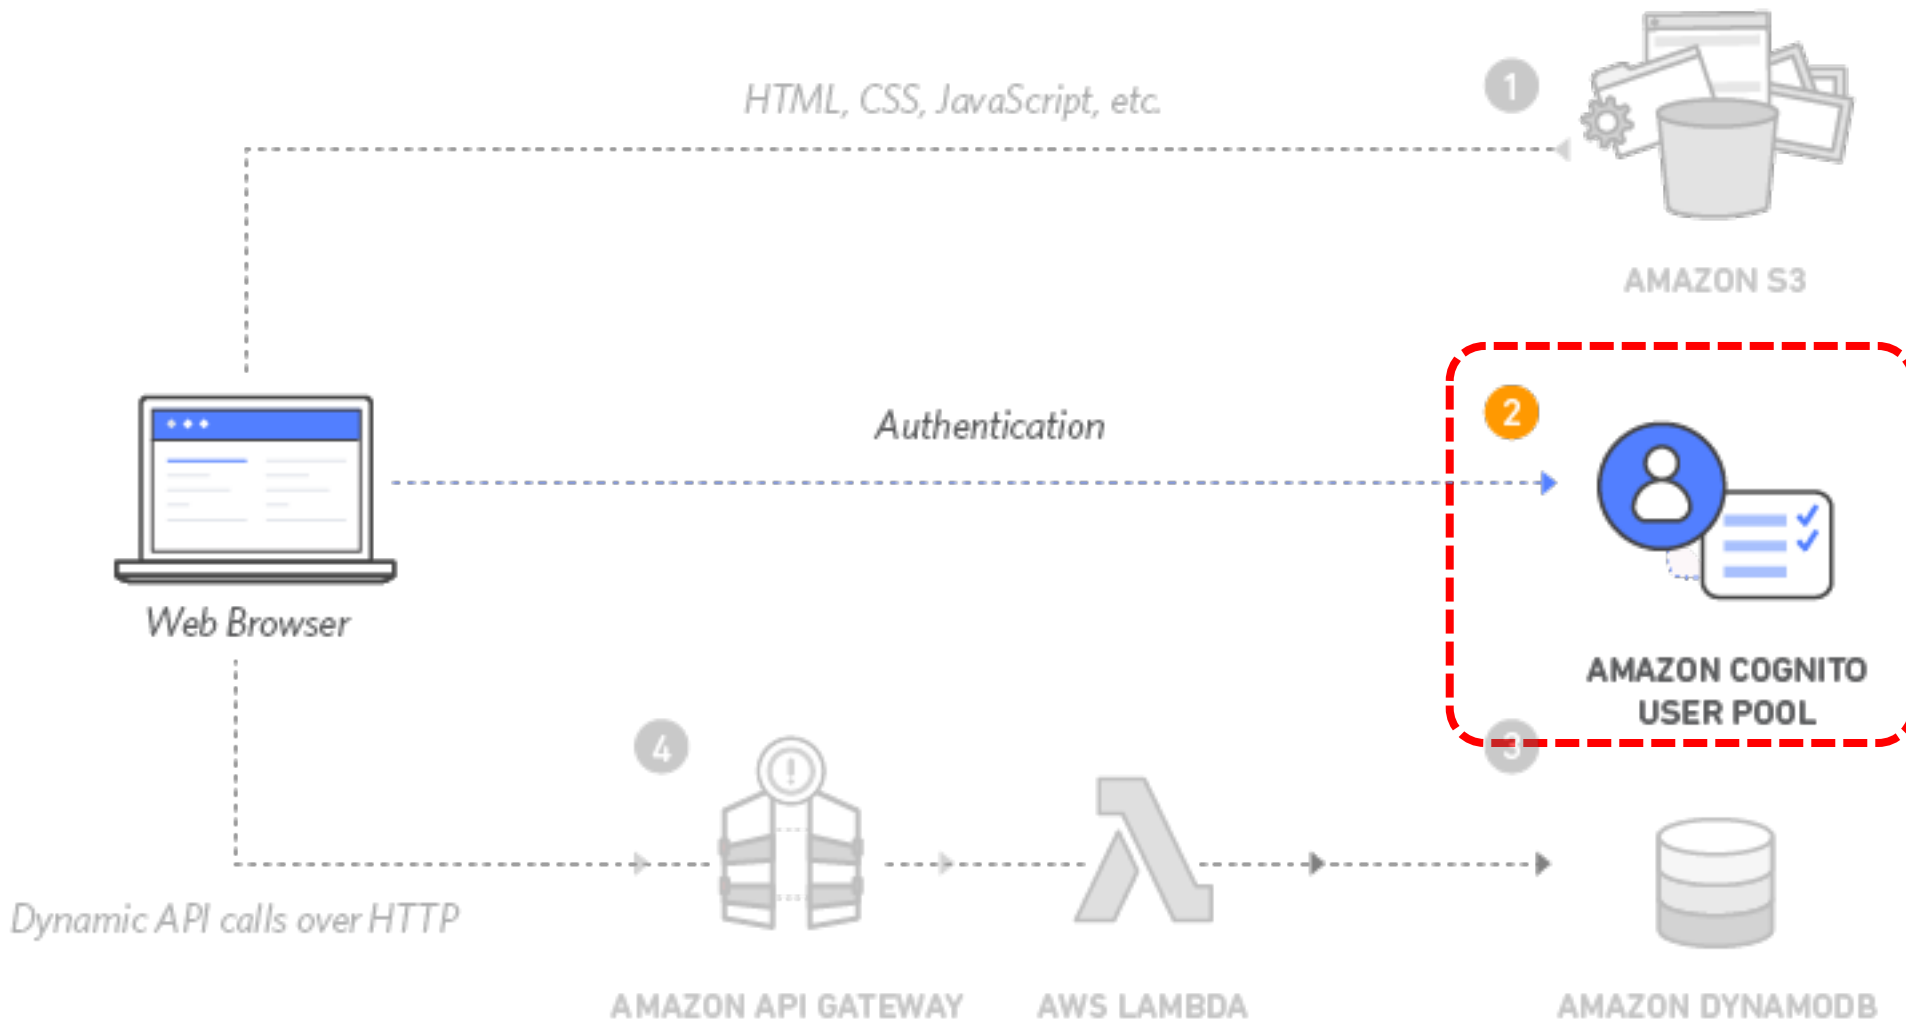 HTML, CSS, JavaScript, etc.
1
AMAZON S3
Authentication
2
Web Browser
AMAZON COGNITO
USER POOL
4
3
Dynamic API calls over HTTP
AMAZON API GATEWAY
AWS LAMBDA
AMAZON DYNAMODB